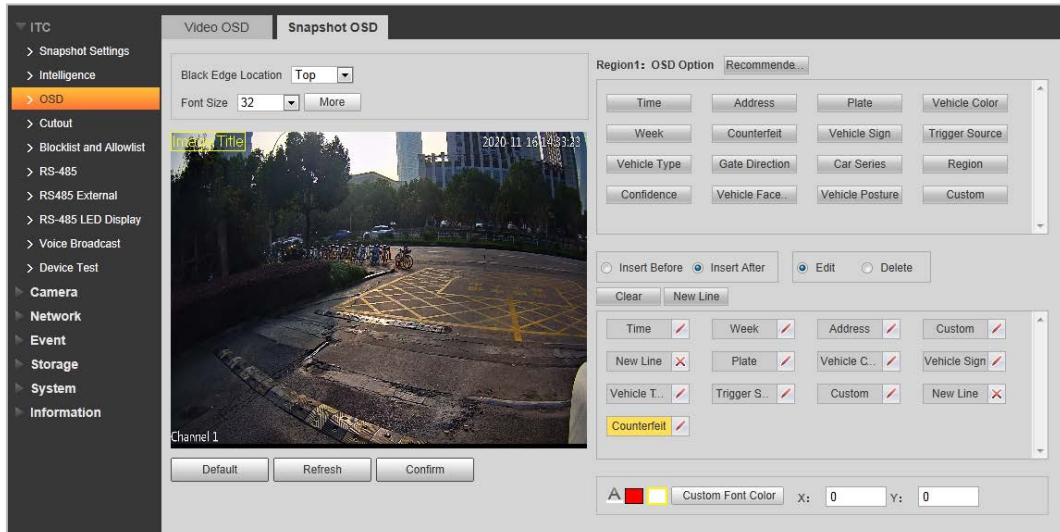 ITC
Snapshot Settings
Intelligence
OSD
Cutout
Blocklist and Allowlist
RS-485
RS485 External
RS-485 LED Display
Voice Broadcast
Device Test
Camera
Network
Event
Storage
System
Information
Video OSD Snapshot OSD
Black Edge Location Top
Font Size 32 More
Image Title 2020-11-16 14:33:23
Channel 1
Default Refresh Confirm
Region1: OSD Option Recommende...
Time Address Plate Vehicle Color
Week Counterfeit Vehicle Sign Trigger Source
Vehicle Type Gate Direction Car Series Region
Confidence Vehicle Face.. Vehicle Posture Custom
Insert Before Insert After Edit Delete
Clear New Line
Time Week Address Custom
New Line Plate Vehicle C... Vehicle Sign
Vehicle T... Trigger S.. Custom New Line
Counterfeit
A Custom Font Color X: 0 Y: 0